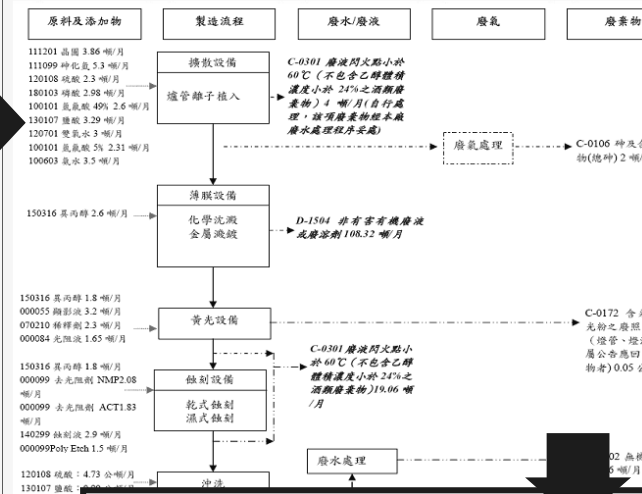 原料及添加物
製造流程
廢水/廢液
廢氣
廢棄物
111201 晶圓 3.86 噸/月
111099 砷化氫 5.3 噸/月
120108 硫酸 2.3 噸/月
180103 磷酸 2.98 噸/月
100101 氫氟酸 49% 2.6 噸/月
130107 鹽酸 3.29 噸/月
120701 雙氧水 3 噸/月
100101 氫氟酸 5% 2.31 噸/月
100603 氨水 3.5 噸/月
擴散設備
爐管離子植入
C-0301 廢液閃火點小於
60℃（不包含乙醇體積
濃度小於 24%之酒類廢
棄物）4 噸/月(自行處
理，該項廢棄物經本廠
廢水處理程序妥處)
廢氣處理
C-0106 砷及
物(總砷) 2 噸/
150316 異丙醇 2.6 噸/月
薄膜設備
化學沈澱
金屬濺鍍
D-1504 非有害有機廢液
或廢溶劑 108.32 噸/月
150316 異丙醇 1.8 噸/月
000055 顯影液 3.2 噸/月
070210 稀釋劑 2.3 噸/月
000084 光阻液 1.65 噸/月
黃光設備
C-0172 含
光粉之廢照
（燈管、燈
屬公告應回
物者) 0.05 公
150316 異丙醇 1.8 噸/月
000099 去光阻劑 NMP2.08
噸/月
000099 去光阻劑 ACT1.83
噸/月
140299 蝕刻液 2.9 噸/月
000099Poly Etch 1.5 噸/月
蝕刻設備
乾式蝕刻
濕式蝕刻
C-0301 廢液閃火點小
於 60℃(不包含乙醇
體積濃度小於 24%之
酒類廢棄物)19.06 噸
/月
廢水處理
02 無機
噸/月
120108 硫酸：4.73 公噸/月
130107 鹽酸：
沖洗